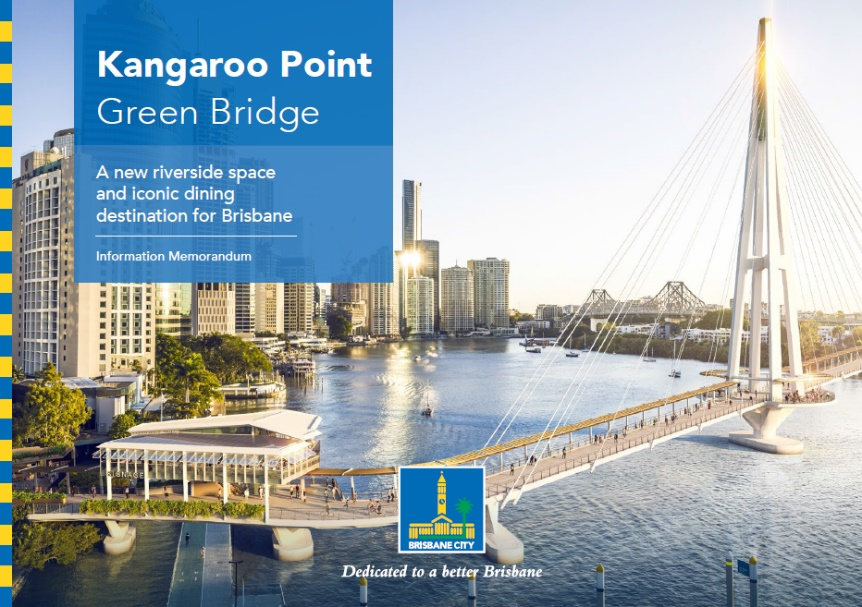 Kangaroo Point
Green Bridge
A new riverside space
and iconic dining
destination for Brisbane
Information Memorandum
SIGNAGE
BRISBANE CITY
Dedicated to a better Brisbane